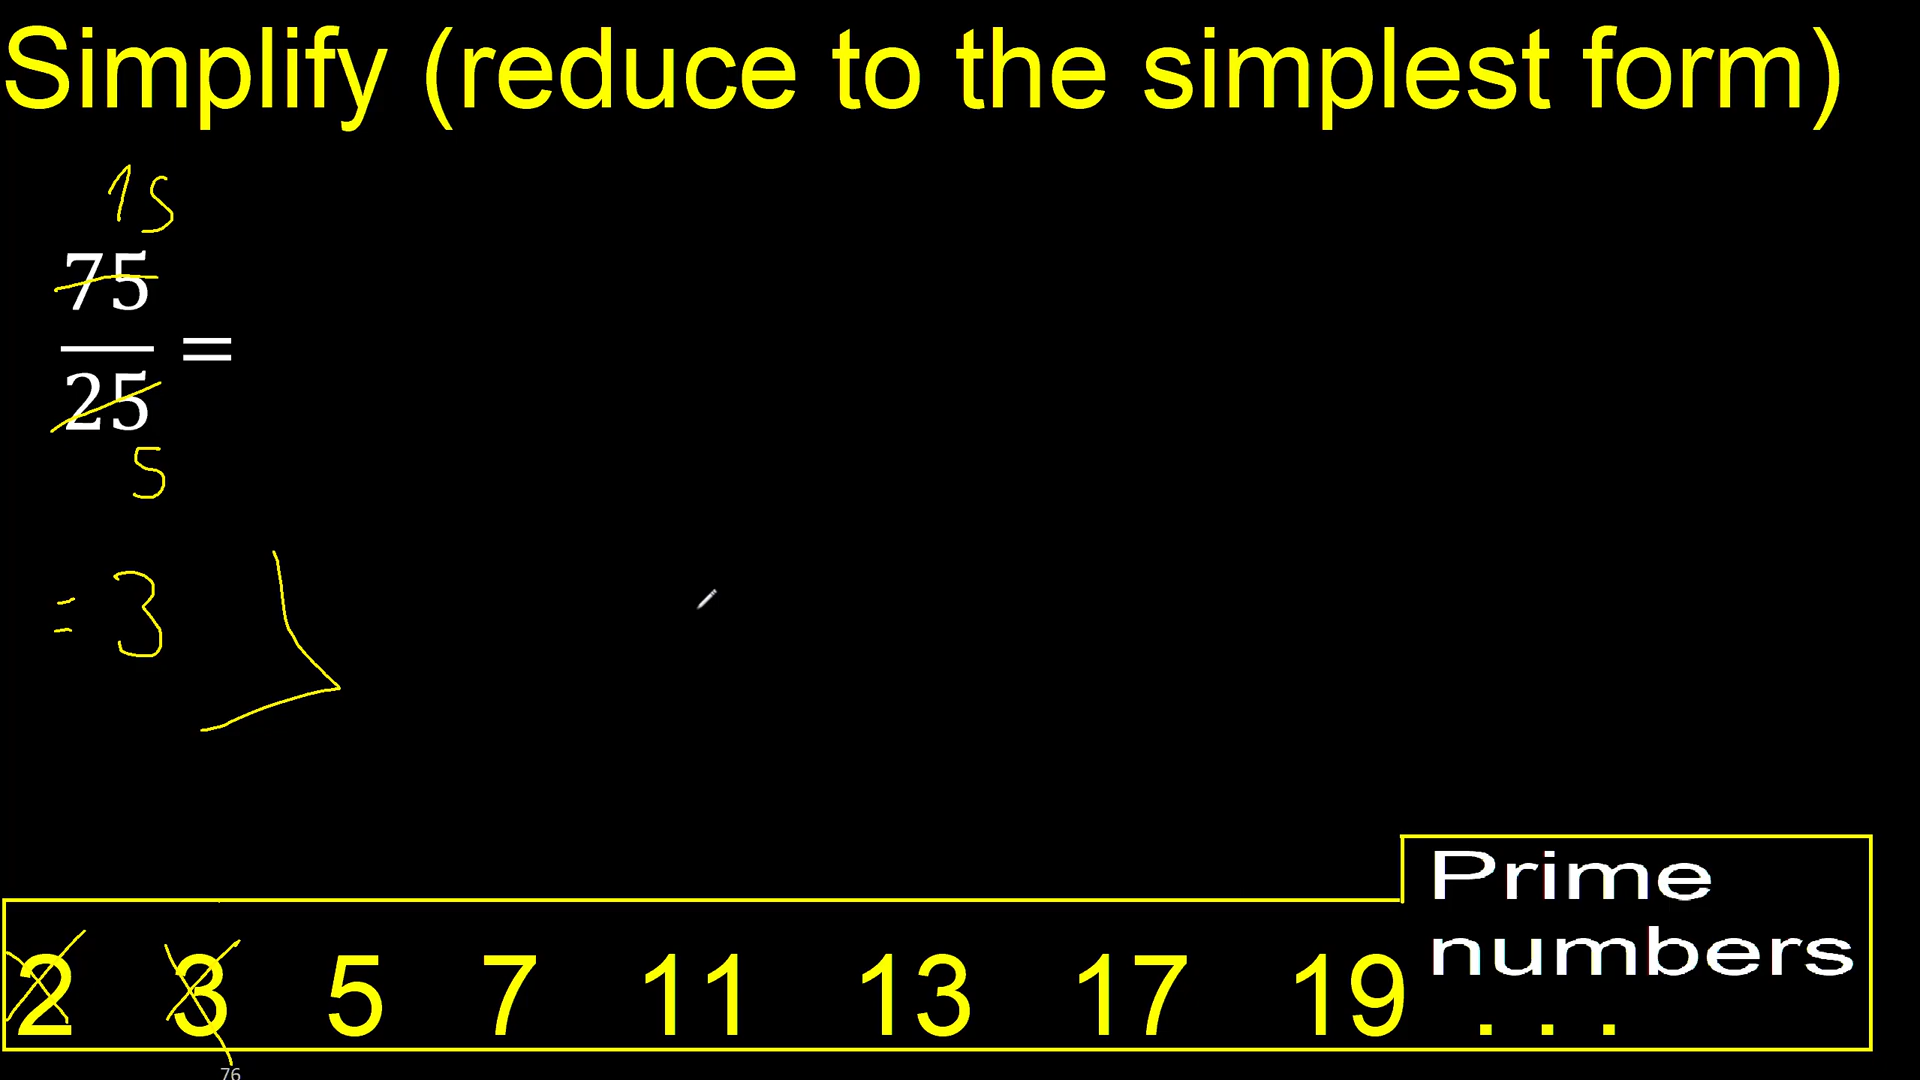 Simplify (reduce to the simplest form)
15
75
25
=
5
= 3
Prime
numbers
2 3 5 7 11 13 17 19 . . .
76